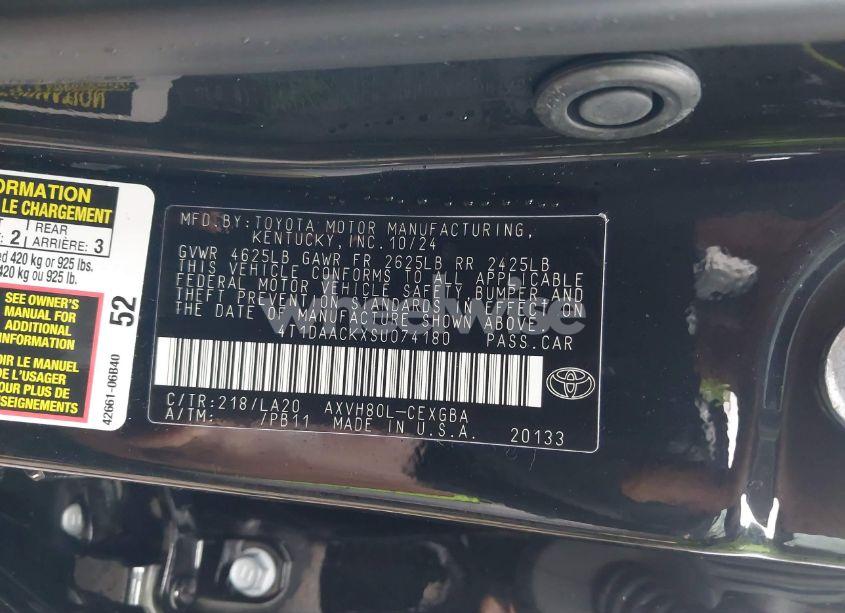 ORMATION
LE CHARGEMENT
2 REAR
ARRIÈRE 3
ed 420 kg or 925 lbs.
420 kg ou 925 lb.
SEE OWNER'S
MANUAL FOR
ADDITIONAL
INFORMATION
OIR LE MANUEL
DE L'USAGER
POUR PLUS DE
NSEIGNEMENTS
52
42661-06B40
MFD.BY:TOYOTA MOTOR MANUFACTURING,
KENTUCKY,INC.10/24
GVWR 4625LB GAWR FR 2625LB RR 2425LB
THIS VEHICLE CONFORMS TO ALL APPLICABLE
FEDERAL MOTOR VEHICLE SAFETY,BUMPER AND
THEFT PREVENTION STANDARDS IN EFFECT ON
THE DATE OF MANUFACTURE SHOWN ABOVE.
4T1DAACKXSU074180 PASS.CAR
C/TR:218/LA20 AXVH80L-CEXGBA
A/TM: /PB11 MADE IN U.S.A. 20133
wheelwise